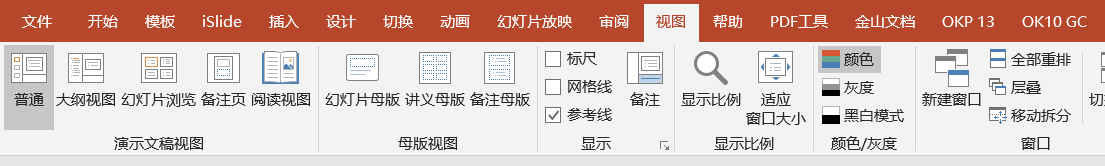 文件 开始 模板 iSlide 插入 设计 切换 动画 幻灯片放映 审阅 视图 帮助 PDF工具 金山文档 OKP 13 OK10 GC
普通 大纲视图 幻灯片浏览 备注页 阅读视图
演示文稿视图
幻灯片母版 讲义母版 备注母版
母版视图
标尺
网格线
参考线
备注
显示
显示比例 适应
窗口大小
显示比例
颜色
灰度
黑白模式
颜色/灰度
新建窗口
全部重排
层叠
移动拆分
窗口